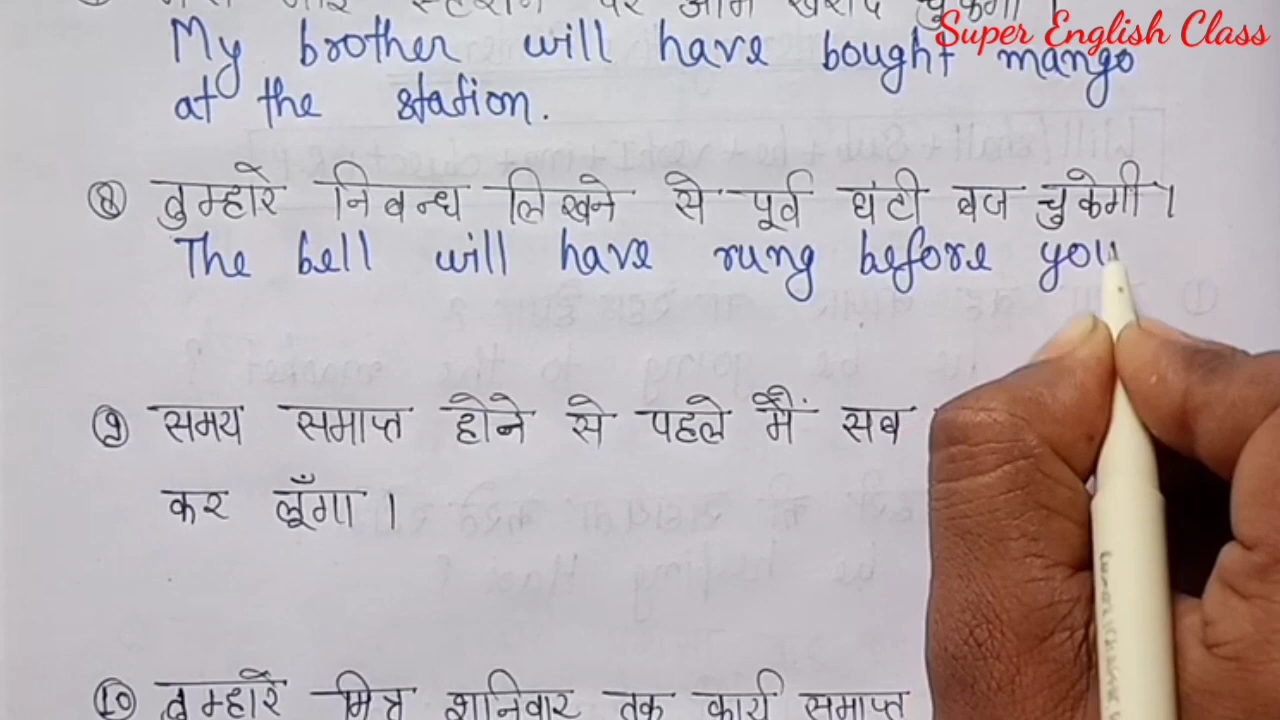 Super English Class
My brother will have bought mango
at the station.
⑧ तुम्हारे निबन्ध लिखने से पूर्व घंटी बज चुकेगी।
The bell will have rung before you
⑨ समय समाप्त होने से पहले मैं सब
कर लूँगा।
⑩ तुम्हारे मित्र शनिवार तक कार्य समाप्त